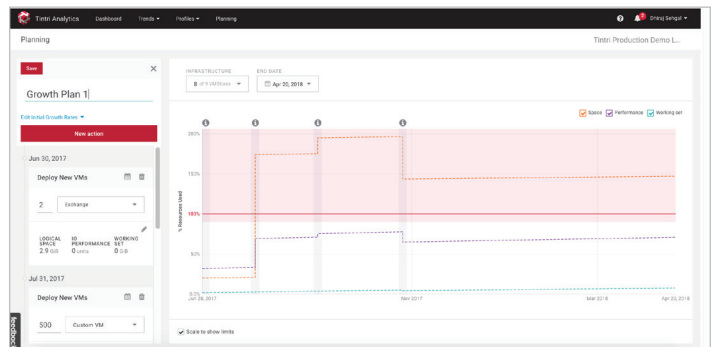 Tintri Analytics Dashboard Trends Profiles Planning Dhiraj Sehgal
Planning Tintri Production Demo L...
Save
Growth Plan 1
Edit Initial Growth Rates
New action
INFRASTRUCTURE END DATE
8 of 9 VMStores Apr 20, 2018
Space Performance Working set
Jun 30, 2017
Deploy New VMs
2 Exchange
LOGICAL SPACE IO PERFORMANCE WORKING SET
2.9 GiB 0 units 0 GiB
Jul 31, 2017
Deploy New VMs
500 Custom VM
% Resources Used
200%
150%
100%
50%
0.0%
Jun 26, 2017 Nov 2017 Mar 2018 Apr 20, 2018
Scale to show limits
feedback